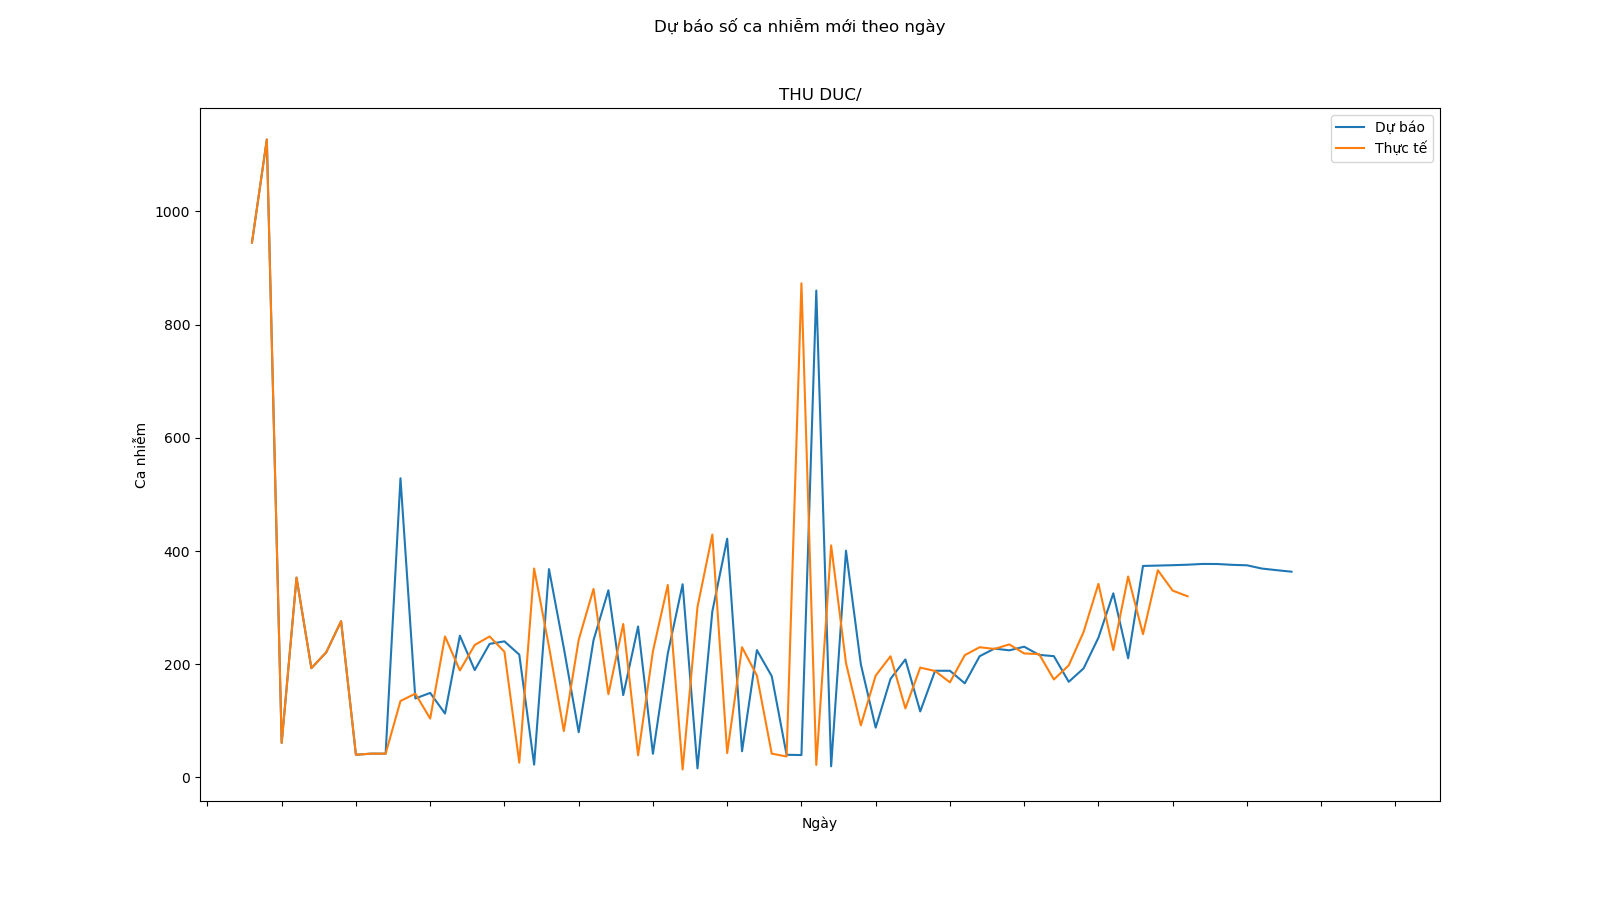 Dự báo số ca nhiễm mới theo ngày
THU DUC/
Dự báo
Thực tế
1000
800
600
400
200
0
Ca nhiễm
Ngày